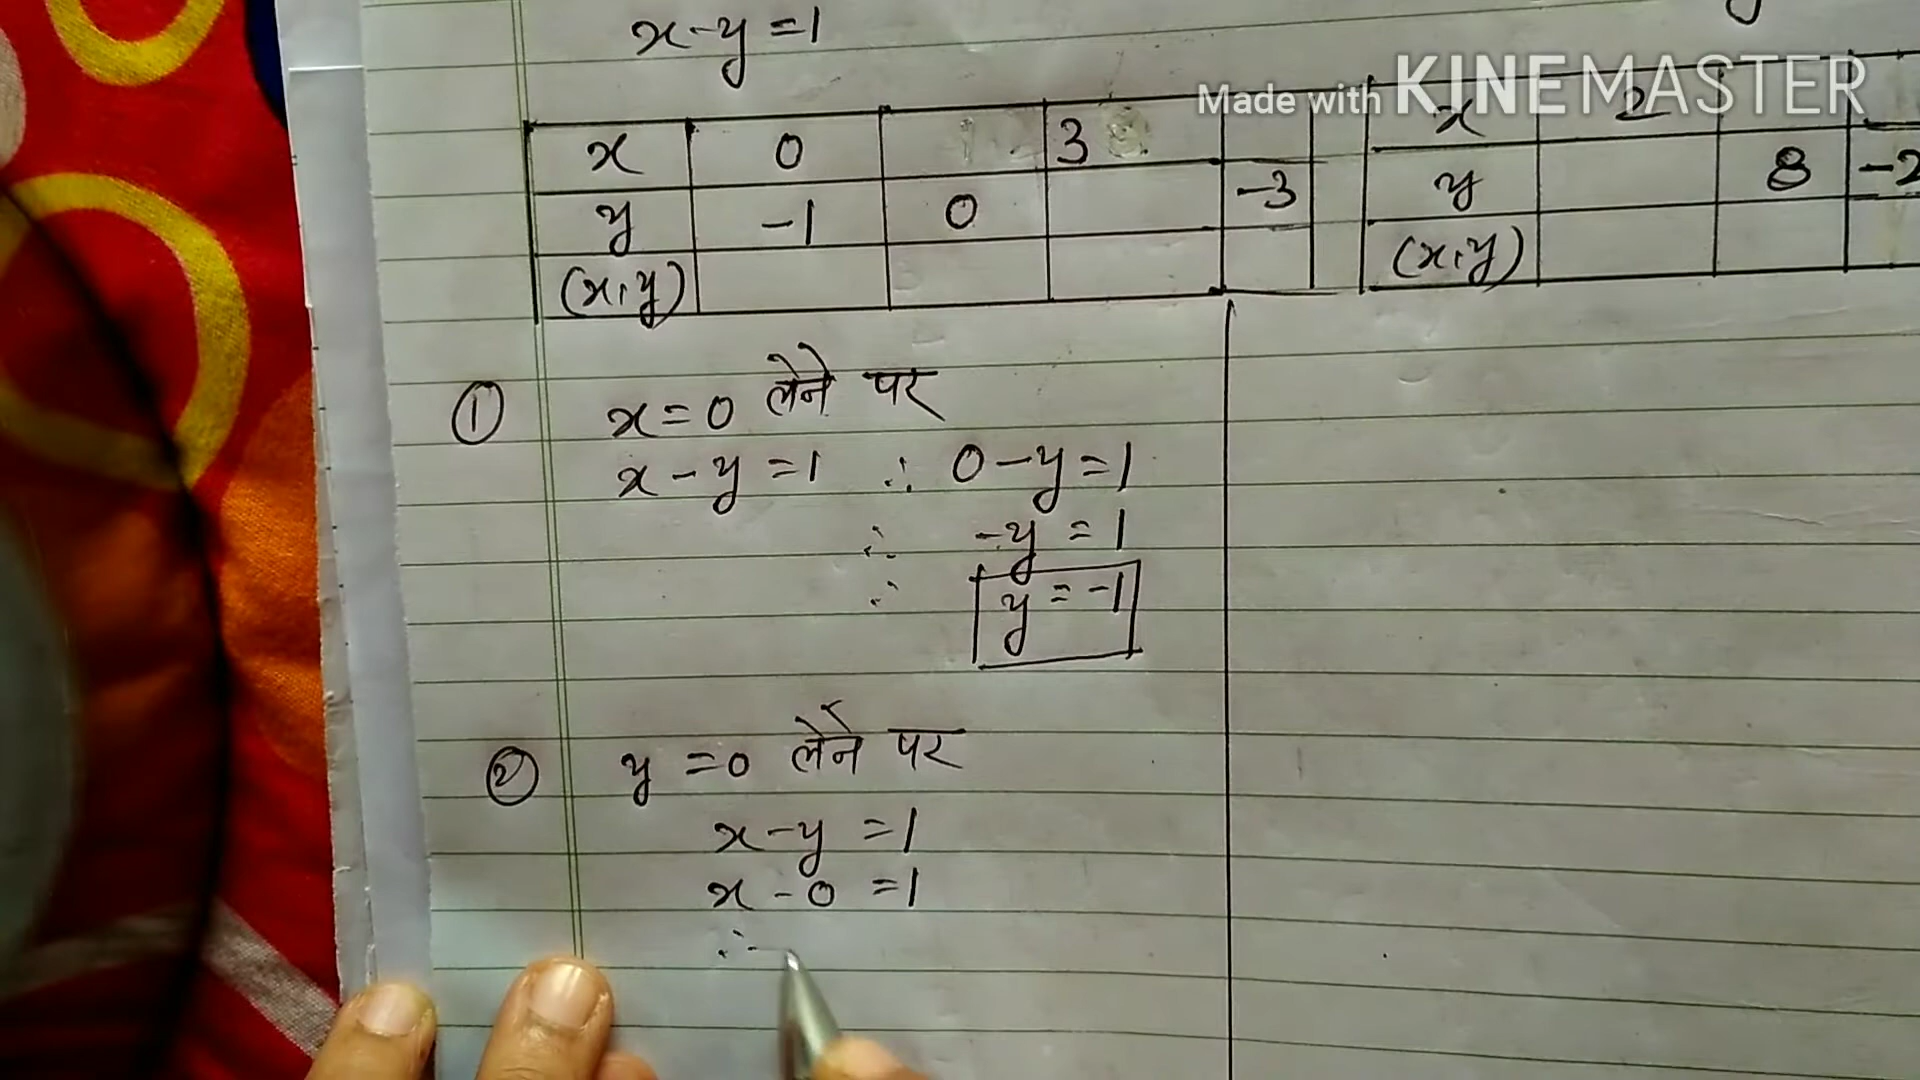 x-y=1
Made with KINEMASTER
x 0 3
y -1 0 -3
(x,y)
x 2
y 8 -2
(x,y)
① x=0 लेने पर
x-y=1 ∴ 0-y=1
∴ -y=1
∴ y=-1
② y=0 लेने पर
x-y=1
x-0=1
∴